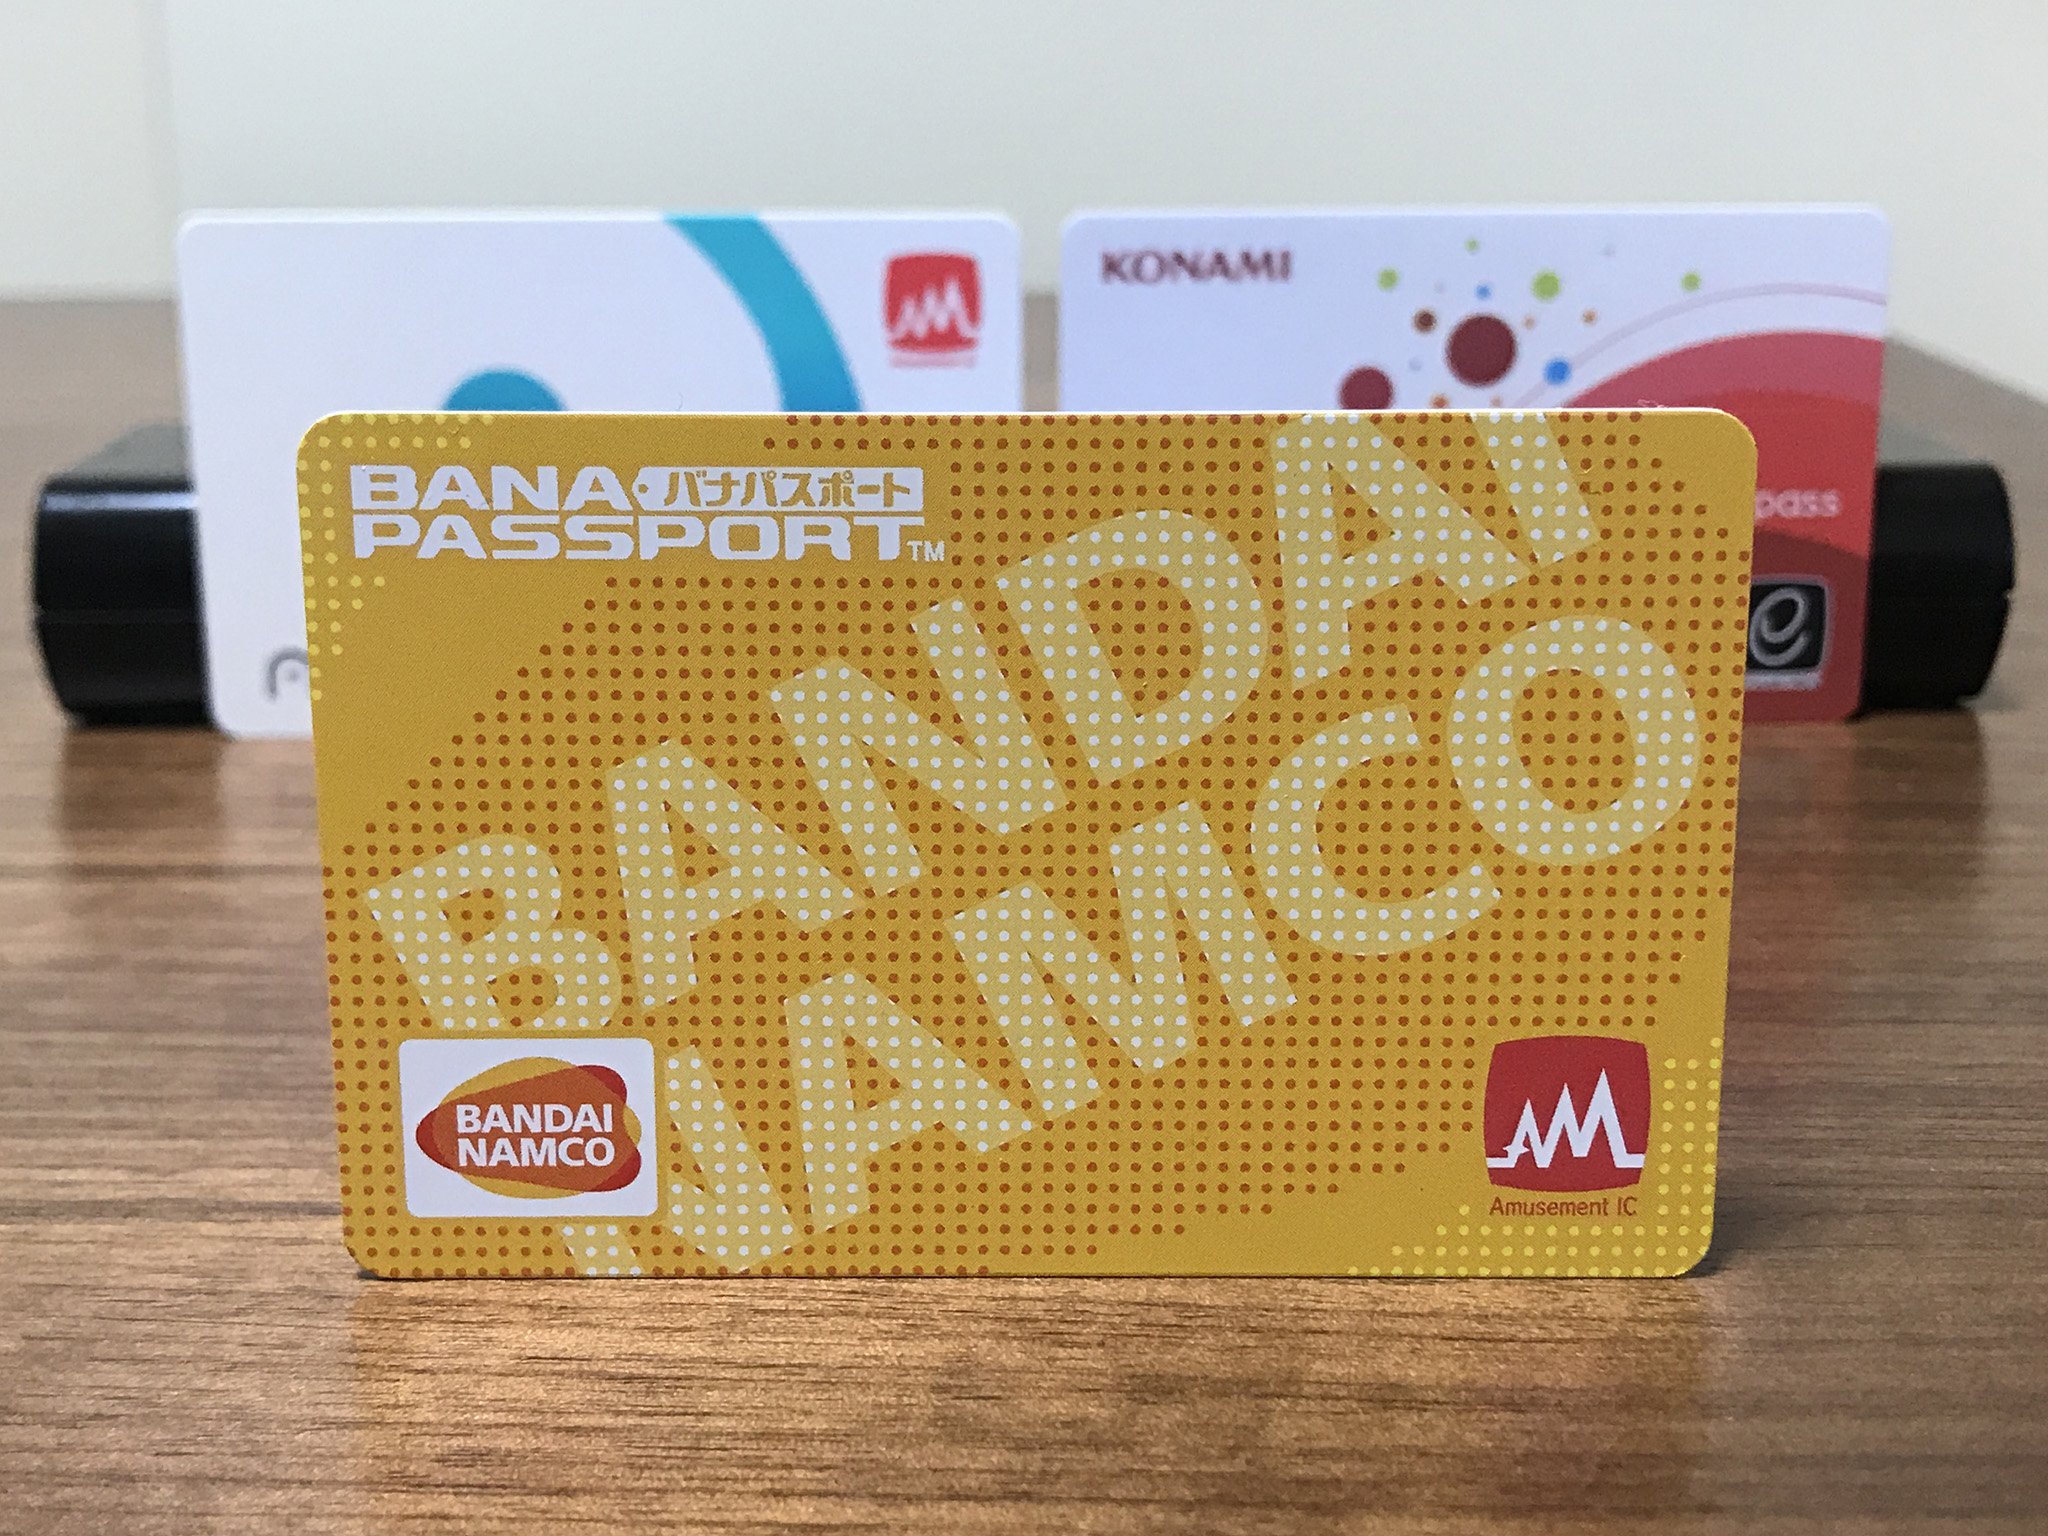 KONAMI
BANA・バナパスポート
PASSPORT™
BANDAI
NAMCO
pass
e
BANDAI
NAMCO
Amusement IC